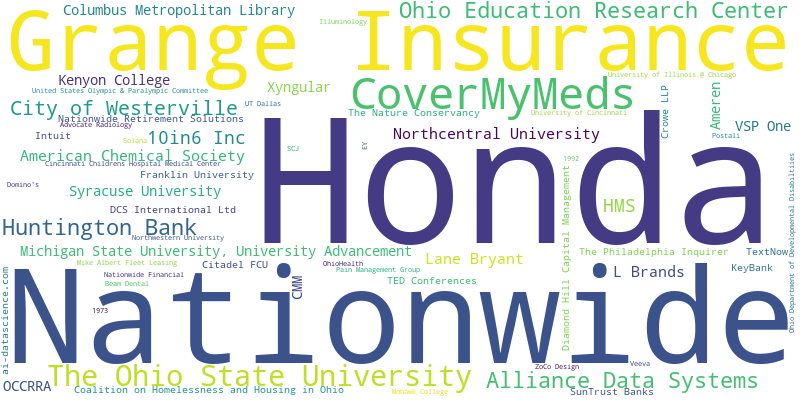 Columbus Metropolitan Library
Ohio Education Research Center
Illuminology
Grange Insurance
Kenyon College
University of Illinois @ Chicago
Xyngular
CoverMyMeds
United States Olympic & Paralympic Committee
City of Westerville
UT Dallas
Ameren
Crowe LLP
Nationwide Retirement Solutions
The Nature Conservancy
University of Cincinnati
Advocate Radiology
VSP One
Intuit
10in6 Inc
Northcentral University
Postali
Solana
Honda
American Chemical Society
SCJ
EY
1992
Cincinnati Childrens Hospital Medical Center
Franklin University
Domino's
Syracuse University
HMS
DCS International Ltd
Huntington Bank
Northwestern University
Diamond Hill Capital Management
Ohio Department of Developmental Disabilties
Michigan State University, University Advancement
The Philadelphia Inquirer
TextNow
Lane Bryant
Mike Albert Fleet Leasing
Citadel FCU
OhioHealth
Pain Management Group
L Brands
KeyBank
Nationwide Financial
CMM
TED Conferences
Beam Dental
ai-datascience.com
Nationwide
1973
The Ohio State University
ZoCo Design
Veeva
OCCRRA
Coalition on Homelessness and Housing in Ohio
Alliance Data Systems
SunTrust Banks